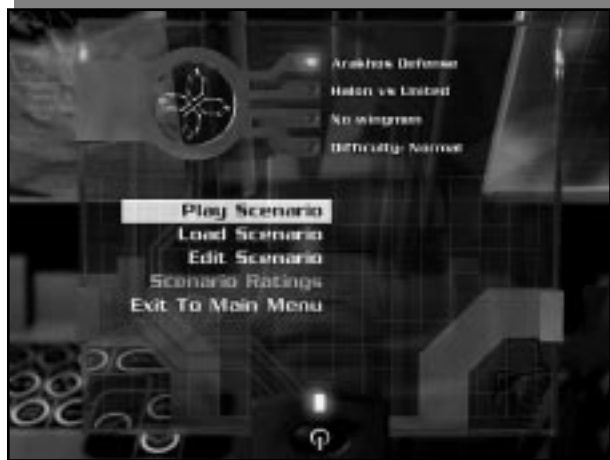 Arakhos Defense
Halon vs United
No wingman
Difficulty: Normal
Play Scenario
Load Scenario
Edit Scenario
Scenario Ratings
Exit To Main Menu